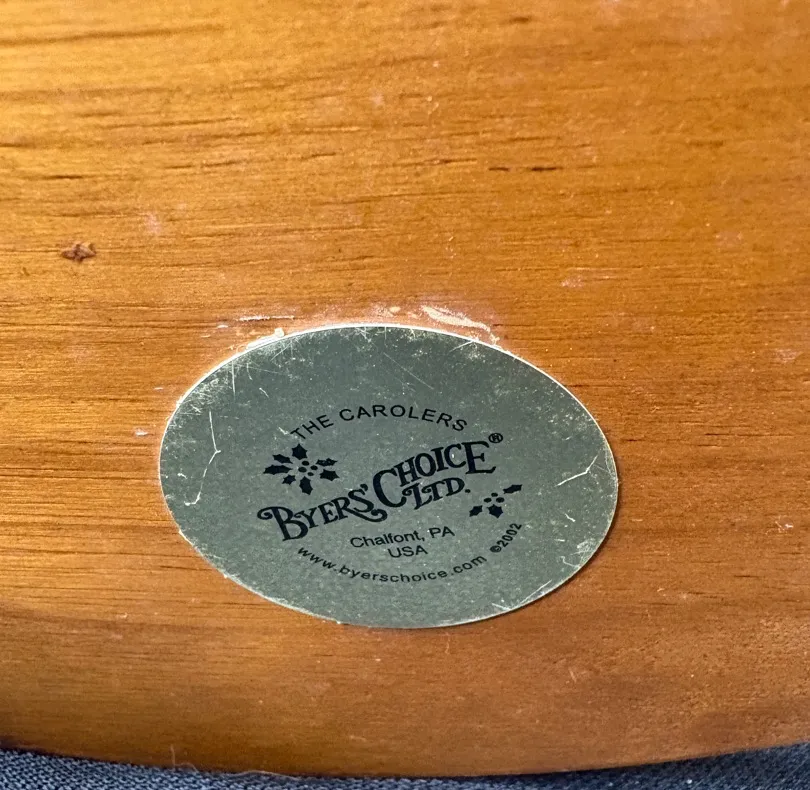 THE CAROLERS
BYERS' CHOICE®
LTD.
Chalfont, PA
USA
www.byerschoice.com ©2002